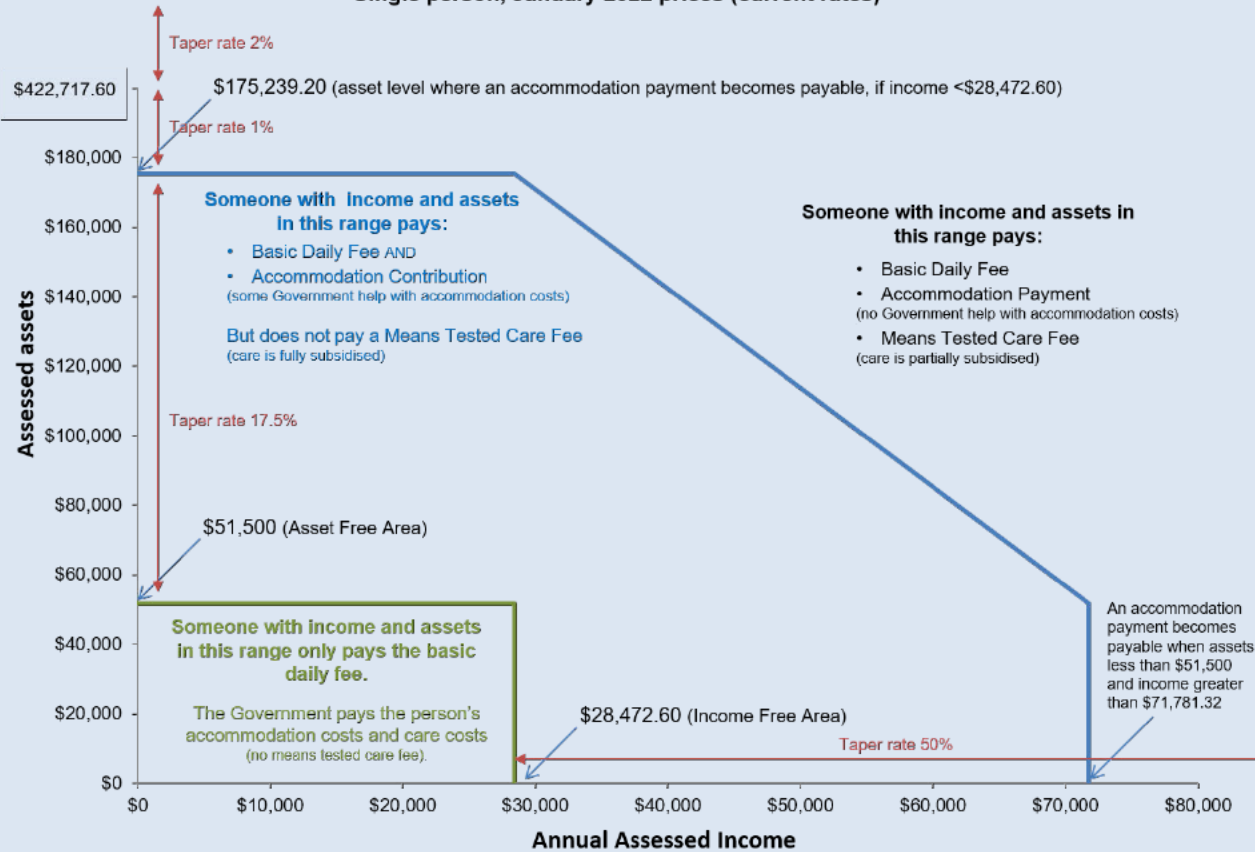 Single person, January 2022 prices (current rates)
Taper rate 2%
$422,717.60
$175,239.20 (asset level where an accommodation payment becomes payable, if income <$28,472.60)
Taper rate 1%
$180,000
$160,000
$140,000
$120,000
$100,000
$80,000
$60,000
$40,000
$20,000
$0
Assessed assets
Someone with income and assets
in this range pays:
• Basic Daily Fee AND
• Accommodation Contribution
(some Government help with accommodation costs)
But does not pay a Means Tested Care Fee
(care is fully subsidised)
Someone with income and assets in
this range pays:
• Basic Daily Fee
• Accommodation Payment
(no Government help with accommodation costs)
• Means Tested Care Fee
(care is partially subsidised)
Taper rate 17.5%
$51,500 (Asset Free Area)
Someone with income and assets
in this range only pays the basic
daily fee.
The Government pays the person's
accommodation costs and care costs
(no means tested care fee).
An accommodation
payment becomes
payable when assets
less than $51,500
and income greater
than $71,781.32
$28,472.60 (Income Free Area)
Taper rate 50%
$0
$10,000
$20,000
$30,000
$40,000
$50,000
$60,000
$70,000
$80,000
Annual Assessed Income